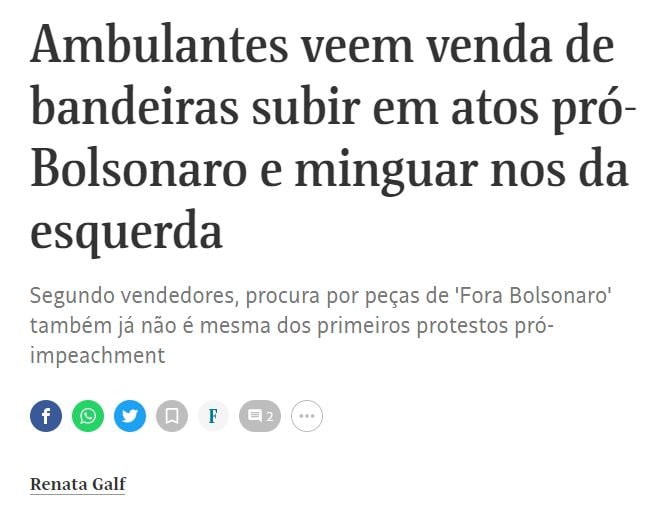 Ambulantes veem venda de
bandeiras subir em atos pró-
Bolsonaro e minguar nos da
esquerda
Segundo vendedores, procura por peças de 'Fora Bolsonaro'
também já não é mesma dos primeiros protestos pró-
impeachment
f F 2
Renata Galf